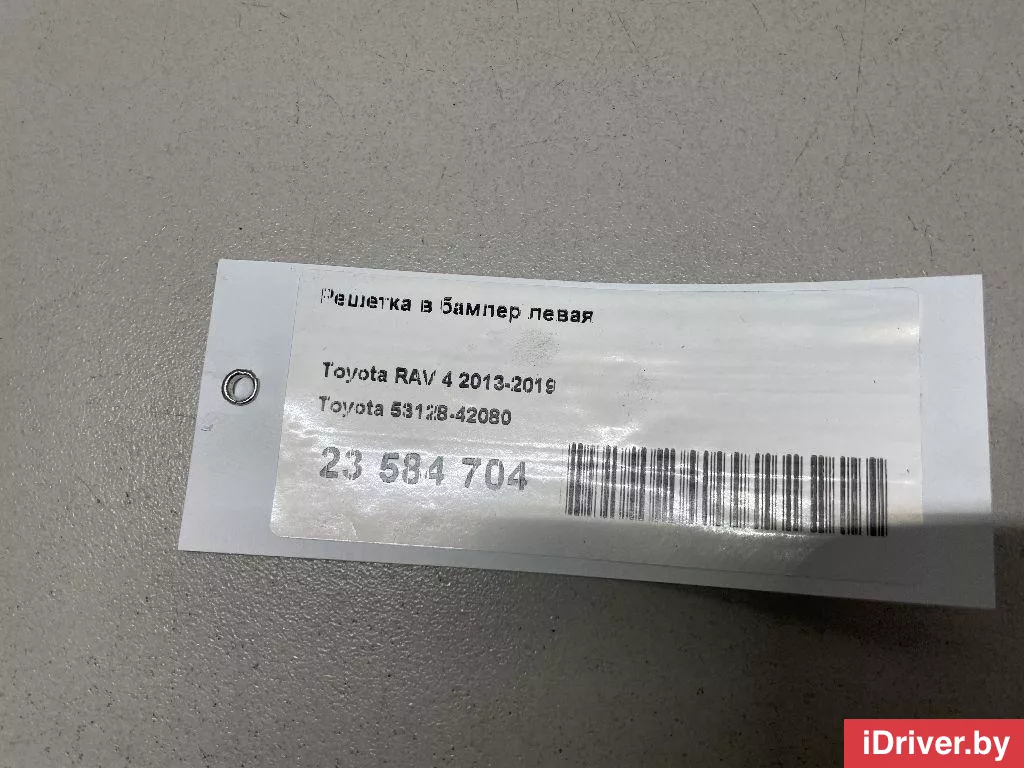 Решетка в бампер левая
Toyota RAV 4 2013-2019
Toyota 53128-42080
23 584 704
iDriver.by